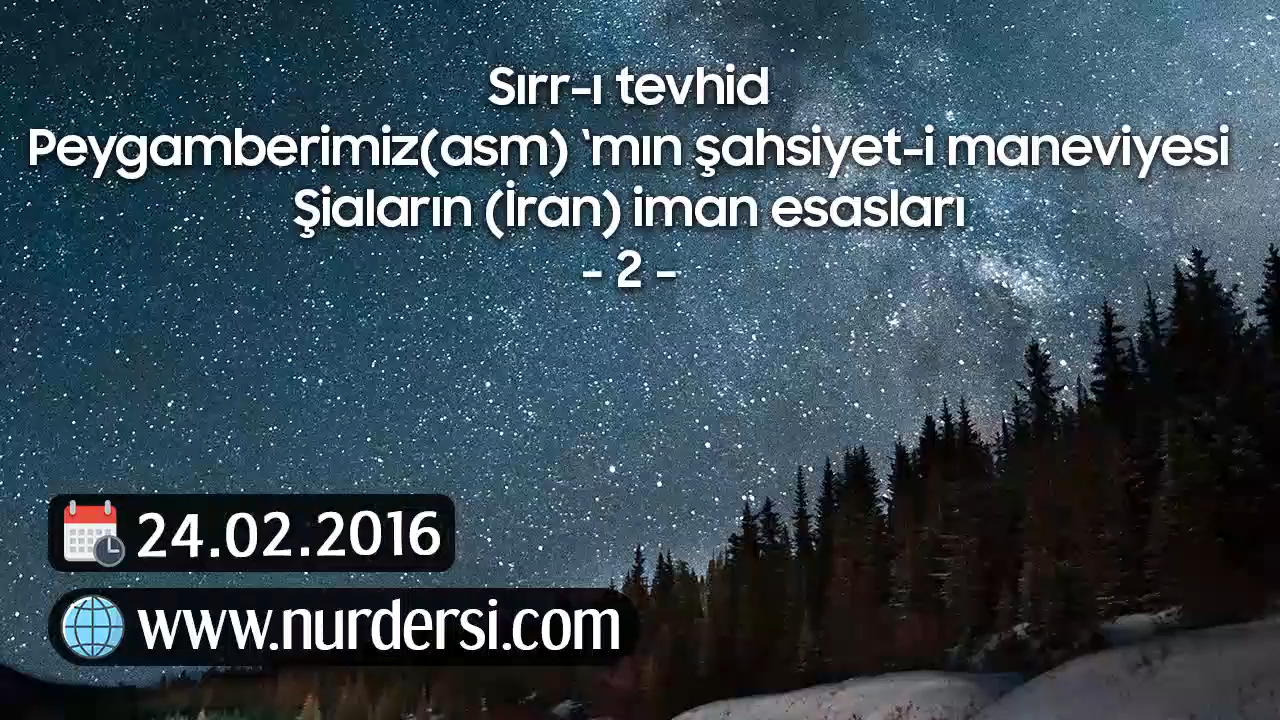 Sırr-ı tevhid
Peygamberimiz(asm) ‘mın şahsiyet-i maneviyesi
Şiaların (İran) iman esasları
- 2 -
24.02.2016
www.nurdersi.com